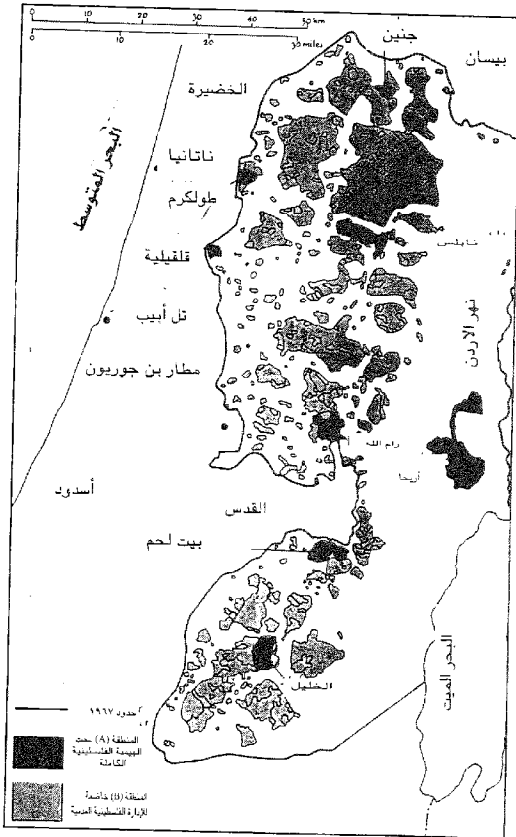 0 10 20 30 40 50 km
0 10 20 30 miles
جنين
بيسان
الخضيرة
ناتانيا
طولكرم
البحر المتوسط
نابلس
قلقيلية
تل أبيب
نهر الاردن
مطار بن جوريون
رام الله
أريحا
أسدود
القدس
بيت لحم
الخليل
البحر الميت
حدود ١٩٦٧
المنطقة (A) تحت
الهيمنة الفلسطينية
الكاملة
المنطقة (B) خاضعة
للإدارة الفلسطينية المدنية